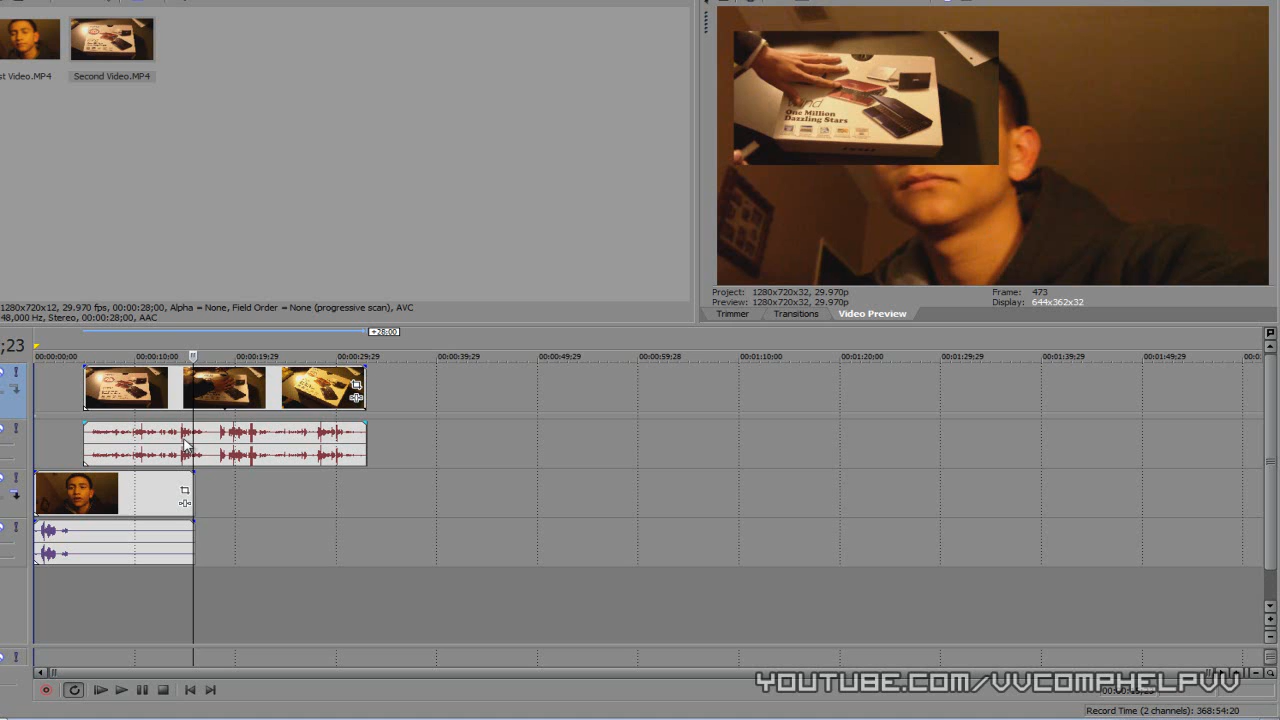 st Video.MP4
Second Video.MP4
One Million
Dazzling Stars
1280x720x12, 29.970 fps, 00:00:28;00, Alpha = None, Field Order = None (progressive scan), AVC
48,000 Hz, Stereo, 00:00:28;00, AAC
Project: 1280x720x32, 29.970p Frame: 473
Preview: 1280x720x32, 29.970p Display: 644x362x32
Trimmer Transitions Video Preview
;23
+28:00
00:00:00;00 00:00:10;00 00:00:19;29 00:00:29;29 00:00:39;29 00:00:49;29 00:00:59;28 00:01:10;00 00:01:20;00 00:01:29;29 00:01:39;29 00:01:49;29 00:0
YOUTUBE.COM/VVCOMPHELPVV
Record Time (2 channels): 368:54:20